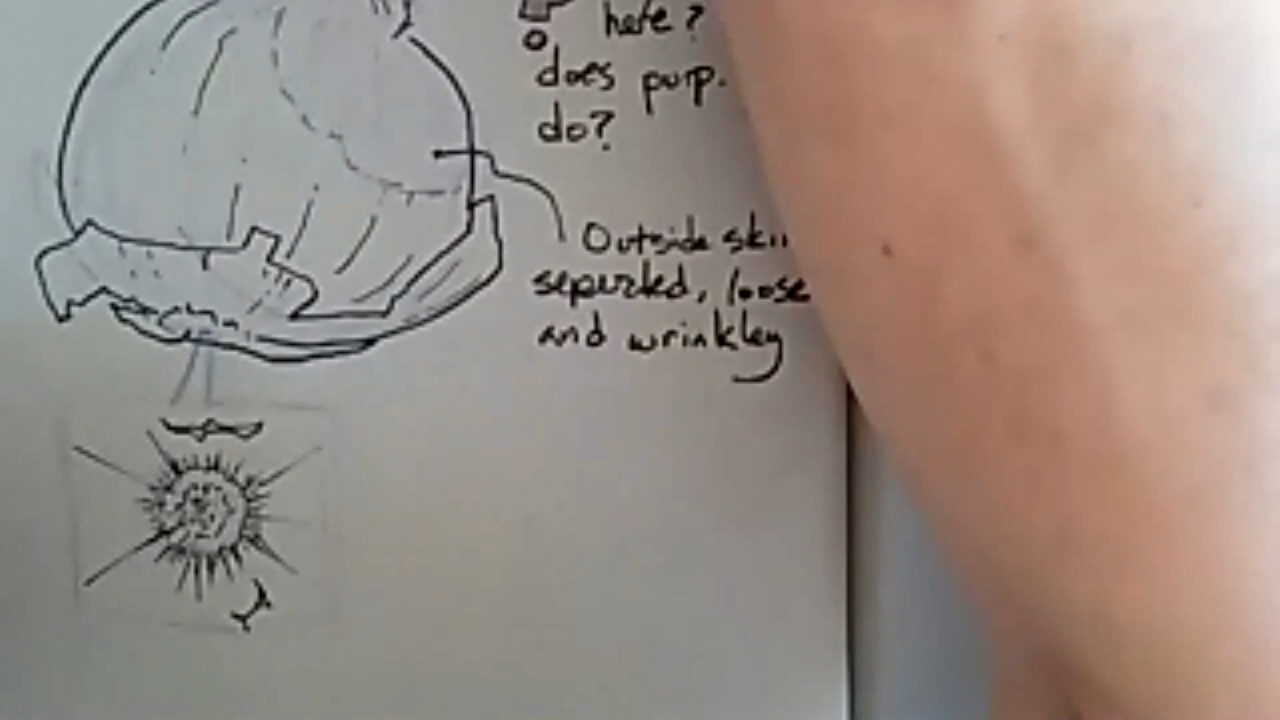 here?
does purp.
do?
Outside ski
seperated, loose
and wrinkley